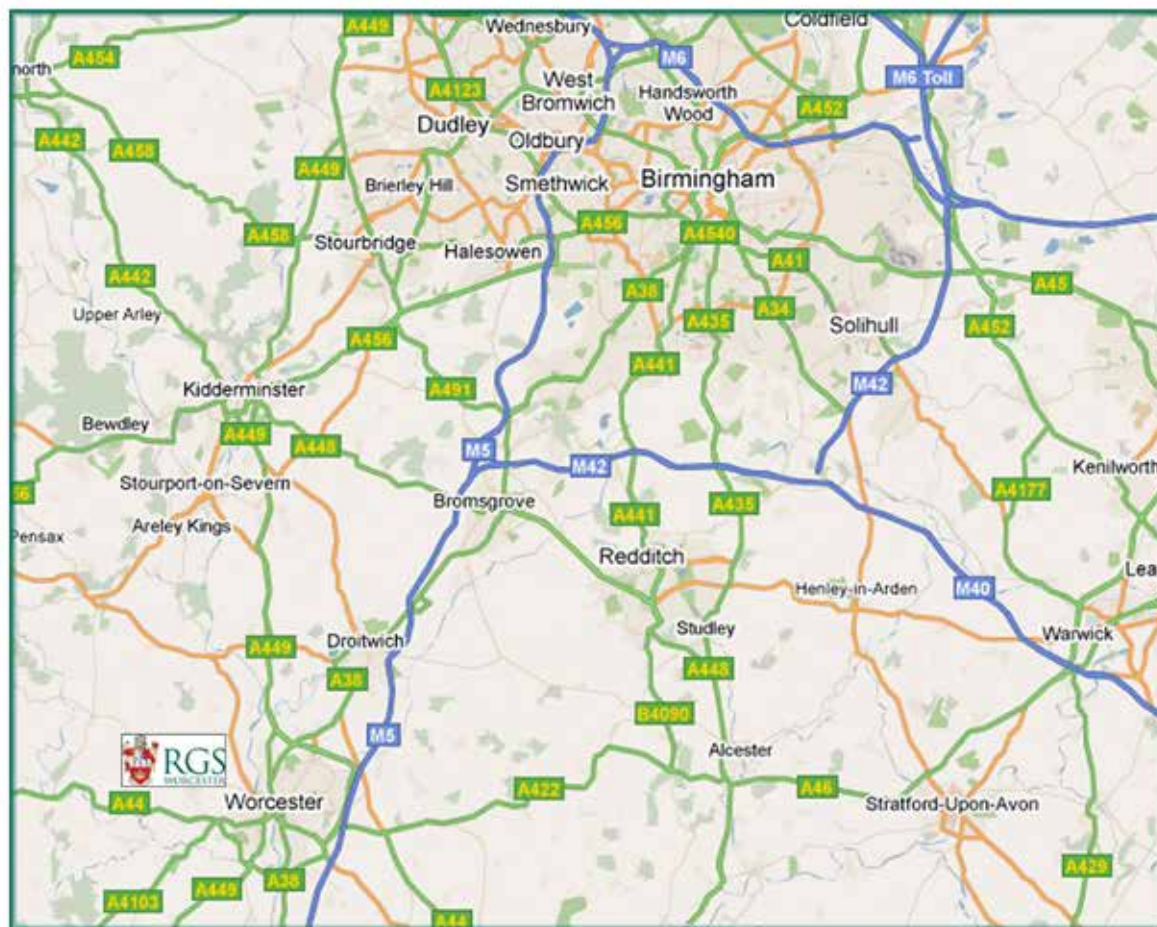 A449
Wednesbury
Coldfield
A454
M6
M6 Toll
north
A4123
West
Bromwich
Handsworth
Wood
A452
A442
Dudley
Oldbury
A458
A449
Brierley Hill
Smethwick
Birmingham
A458
Stourbridge
A456
A4540
Halesowen
A41
A442
A38
A45
Upper Arley
A34
A456
A435
Solihull
A452
A441
Kidderminster
A491
M42
Bewdley
A449
A448
M5
M42
Kenilworth
Stourport-on-Severn
Bromsgrove
A4177
A435
Areley Kings
A441
Pensax
Redditch
Lea
Henley-in-Arden
M40
Droitwich
Studley
Warwick
A449
A38
A448
B4090
M5
Alcester
RGS
WORCESTER
A44
Worcester
A422
A46
Stratford-Upon-Avon
A429
A38
A449
A4103
A44